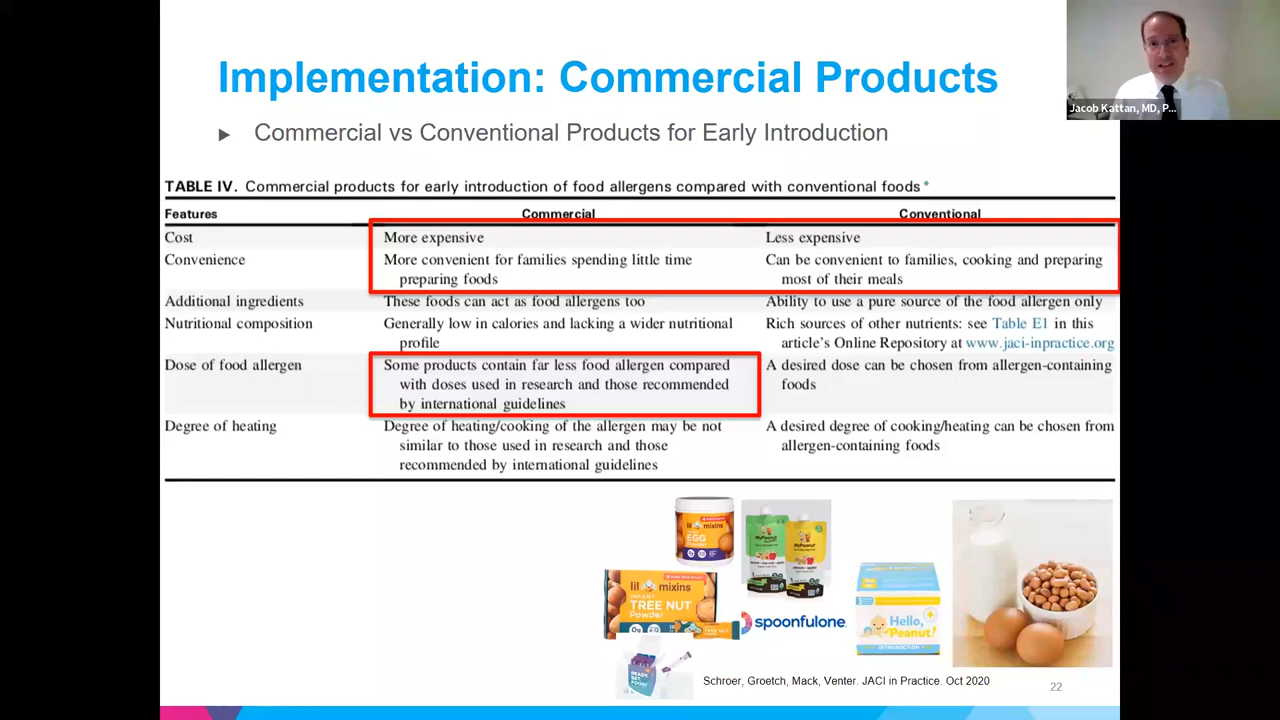 Implementation: Commercial Products
Jacob Kattan, MD, P...
Commercial vs Conventional Products for Early Introduction
TABLE IV. Commercial products for early introduction of food allergens compared with conventional foods*
Features Commercial Conventional
Cost More expensive Less expensive
Convenience More convenient for families spending little time Can be convenient to families, cooking and preparing
preparing foods most of their meals
Additional ingredients These foods can act as food allergens too Ability to use a pure source of the food allergen only
Nutritional composition Generally low in calories and lacking a wider nutritional Rich sources of other nutrients: see Table E1 in this
profile article's Online Repository at www.jaci-inpractice.org
Dose of food allergen Some products contain far less food allergen compared A desired dose can be chosen from allergen-containing
with doses used in research and those recommended foods
by international guidelines
Degree of heating Degree of heating/cooking of the allergen may be not A desired degree of cooking/heating can be chosen from
similar to those used in research and those allergen-containing foods
recommended by international guidelines
lil mixins
EGG
Powder
MyPeanut
MyPeanut
lil mixins
INFANT
TREE NUT
Powder
TREE NUT
spoonfulone
Hello,
Peanut!
INTRODUCTION
READY.
SET.
FOOD!
Schroer, Groetch, Mack, Venter. JACI in Practice. Oct 2020
22